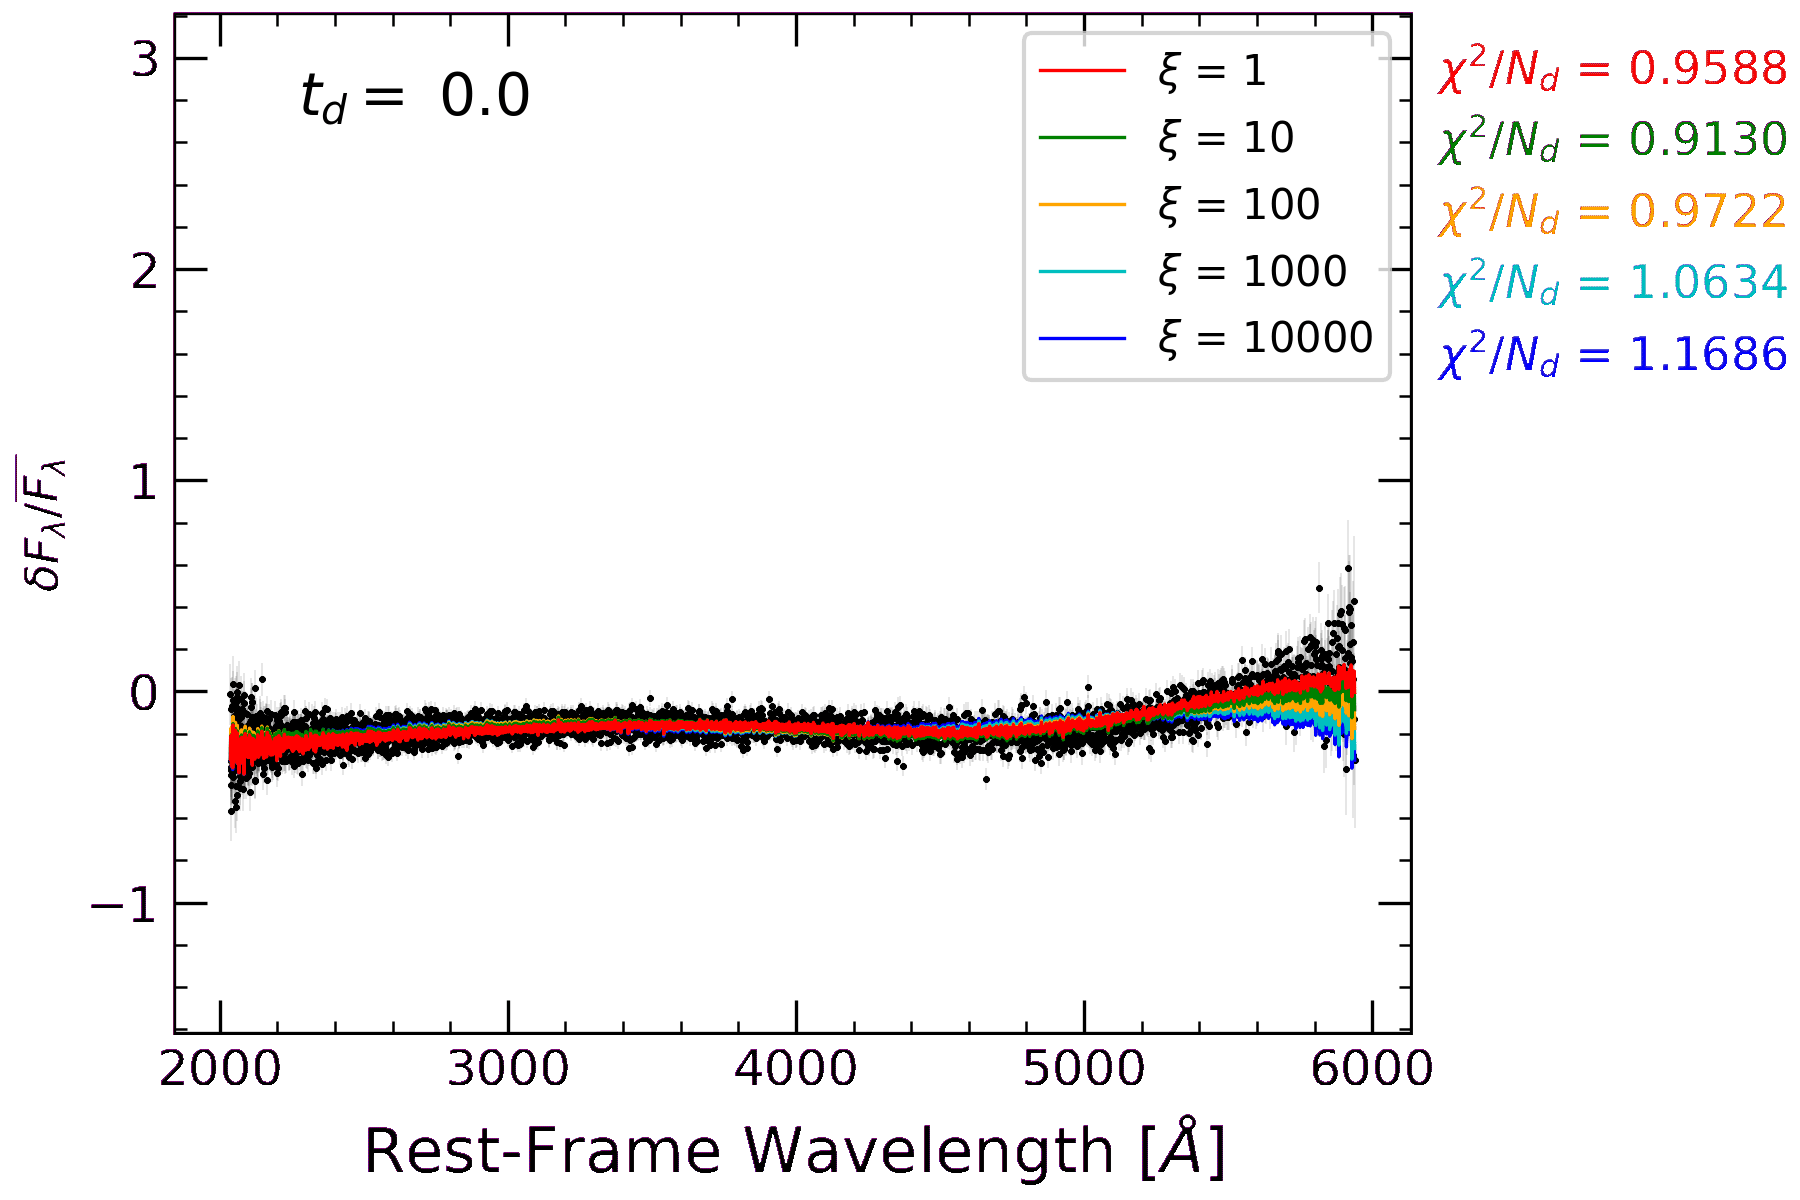 t_d = 0.0
ξ = 1
ξ = 10
ξ = 100
ξ = 1000
ξ = 10000
χ²/N_d = 0.9588
χ²/N_d = 0.9130
χ²/N_d = 0.9722
χ²/N_d = 1.0634
χ²/N_d = 1.1686
3
2
1
0
−1
δF_λ/F̅_λ
2000 3000 4000 5000 6000
Rest-Frame Wavelength [Å]